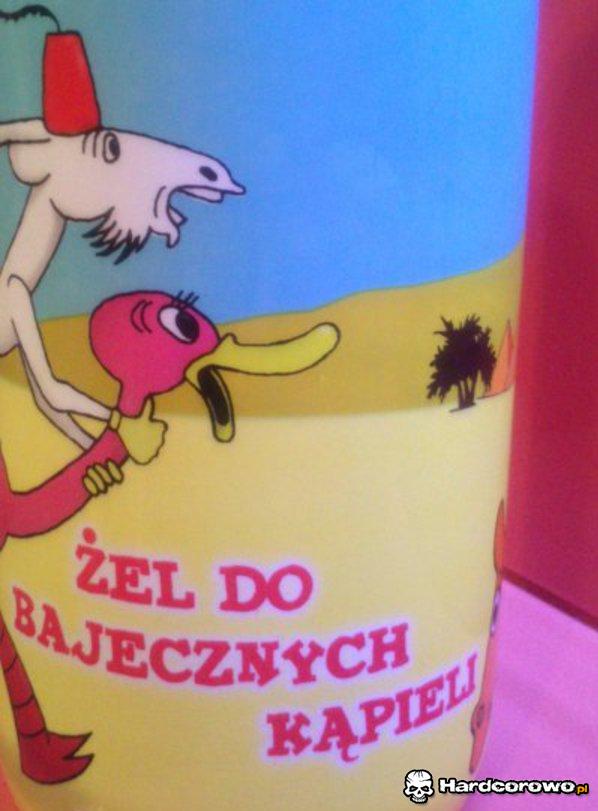 ŻEL DO
BAJECZNYCH
KĄPIELI
Hardcorowo.pl